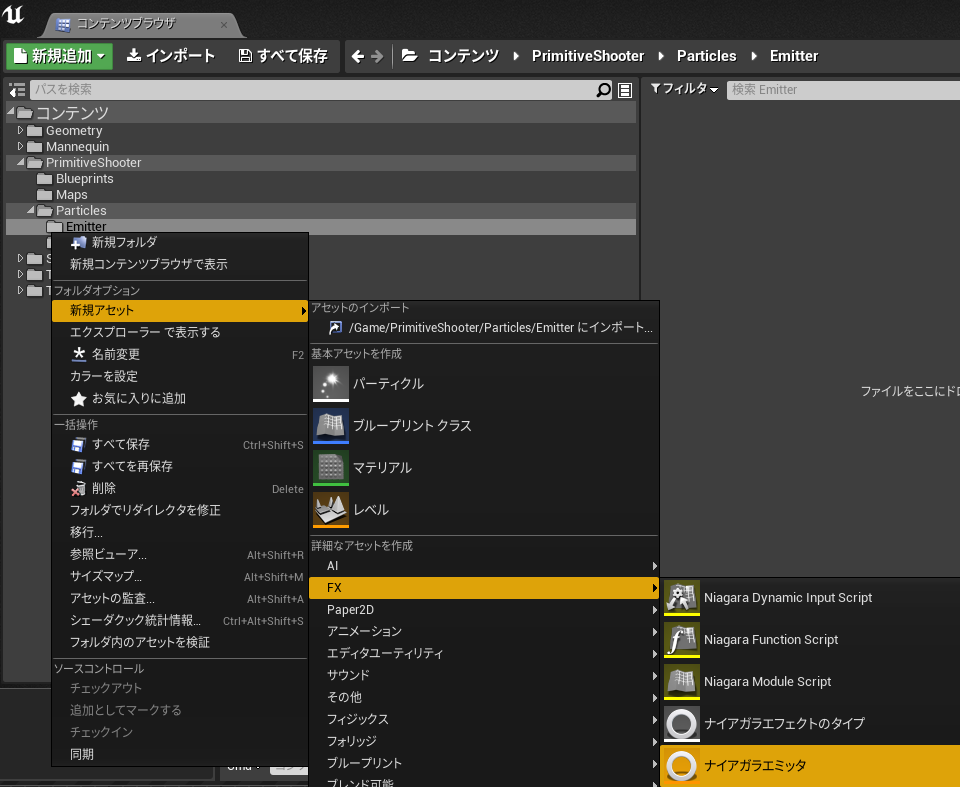 コンテンツブラウザ
新規追加 インポート すべて保存 コンテンツ PrimitiveShooter Particles Emitter
パスを検索
フィルタ 検索 Emitter
コンテンツ
Geometry
Mannequin
PrimitiveShooter
Blueprints
Maps
Particles
Emitter
新規フォルダ
新規コンテンツブラウザで表示
フォルダオプション
新規アセット
エクスプローラー で表示する
名前変更 F2
カラーを設定
お気に入りに追加
一括操作
すべて保存 Ctrl+Shift+S
すべてを再保存
削除 Delete
フォルダでリダイレクタを修正
移行...
参照ビューア... Alt+Shift+R
サイズマップ... Alt+Shift+M
アセットの監査... Alt+Shift+A
シェーダクック統計情報... Ctrl+Alt+Shift+S
フォルダ内のアセットを検証
ソースコントロール
チェックアウト
追加としてマークする
チェックイン
同期
アセットのインポート
/Game/PrimitiveShooter/Particles/Emitter にインポート...
基本アセットを作成
パーティクル
ブループリント クラス
マテリアル
レベル
詳細なアセットを作成
AI
FX
Paper2D
アニメーション
エディタユーティリティ
サウンド
その他
フィジックス
フォリッジ
ブループリント
ブレンド可能
Niagara Dynamic Input Script
Niagara Function Script
Niagara Module Script
ナイアガラエフェクトのタイプ
ナイアガラエミッタ
ファイルをここにドロ